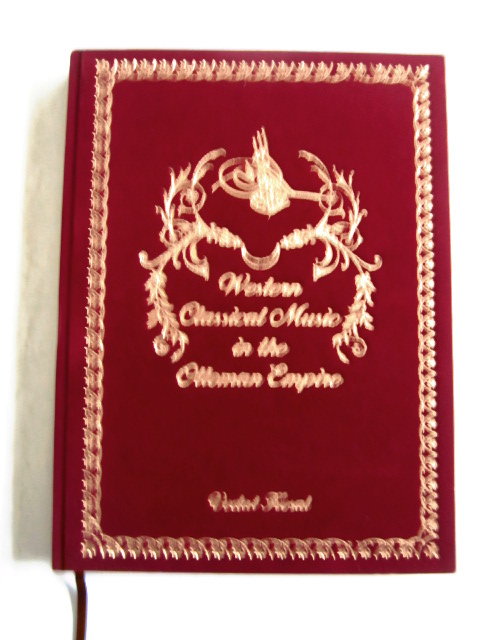 Western
Classical Music
in the
Ottoman Empire
Vedat Kosal